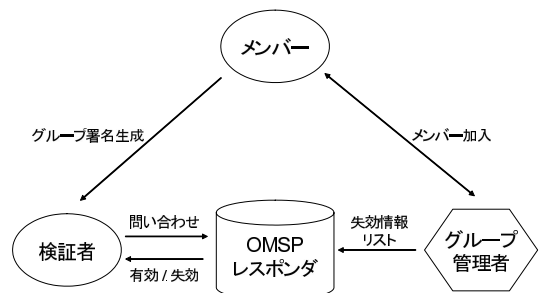 メンバー
グループ署名生成
メンバー加入
検証者
問い合わせ
有効 / 失効
OMSP
レスポンダ
失効情報
リスト
グループ
管理者